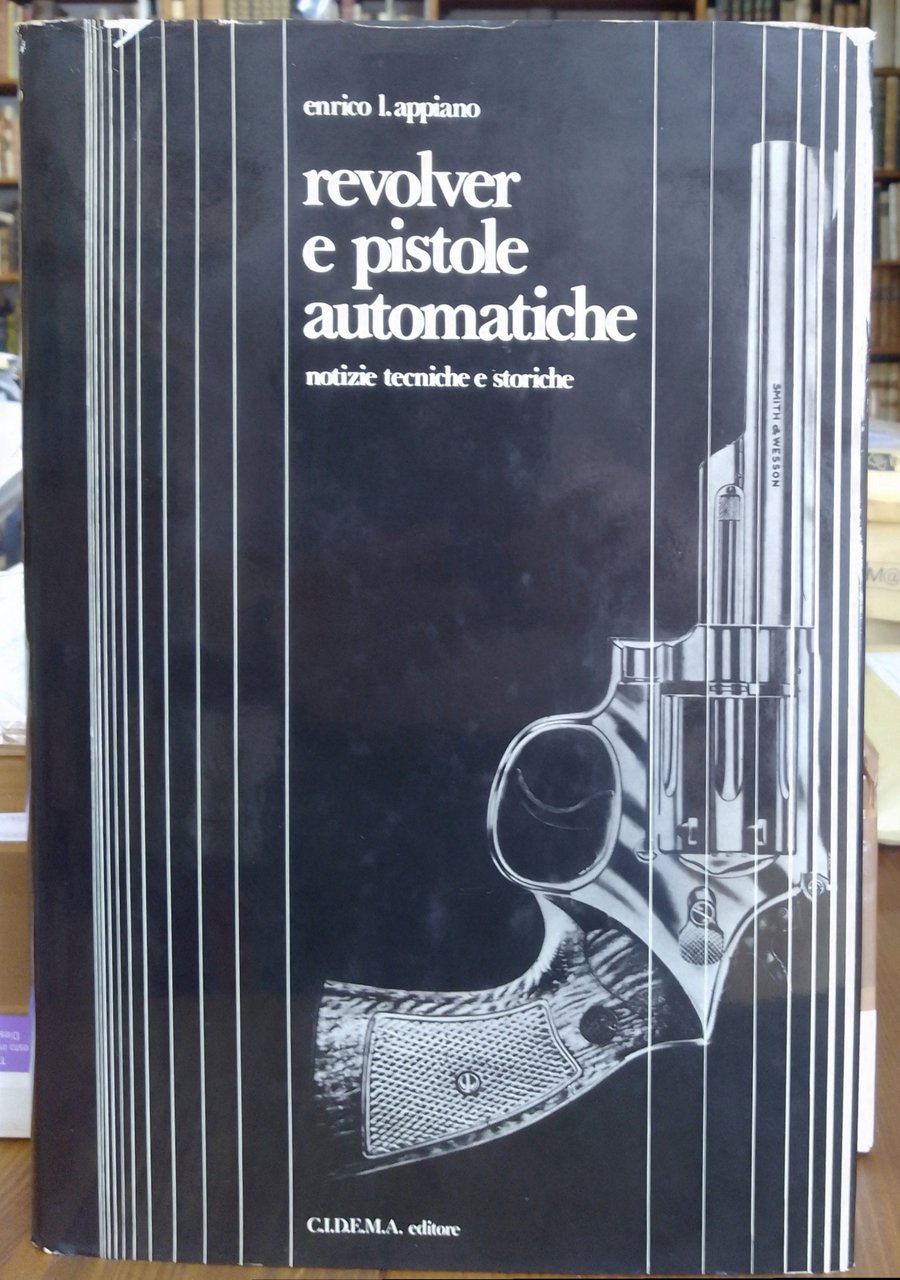 enrico l. appiano
revolver
e pistole
automatiche
notizie tecniche e storiche
SMITH & WESSON
C.I.D.E.M.A. editore